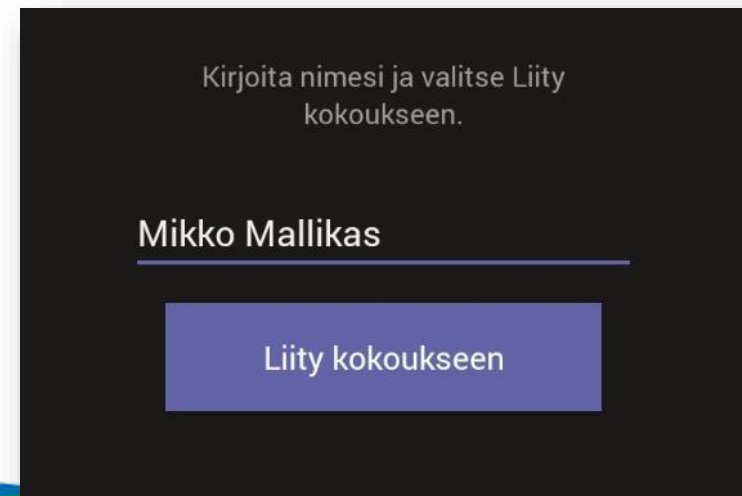 Kirjoita nimesi ja valitse Liity
kokoukseen.
Mikko Mallikas
Liity kokoukseen